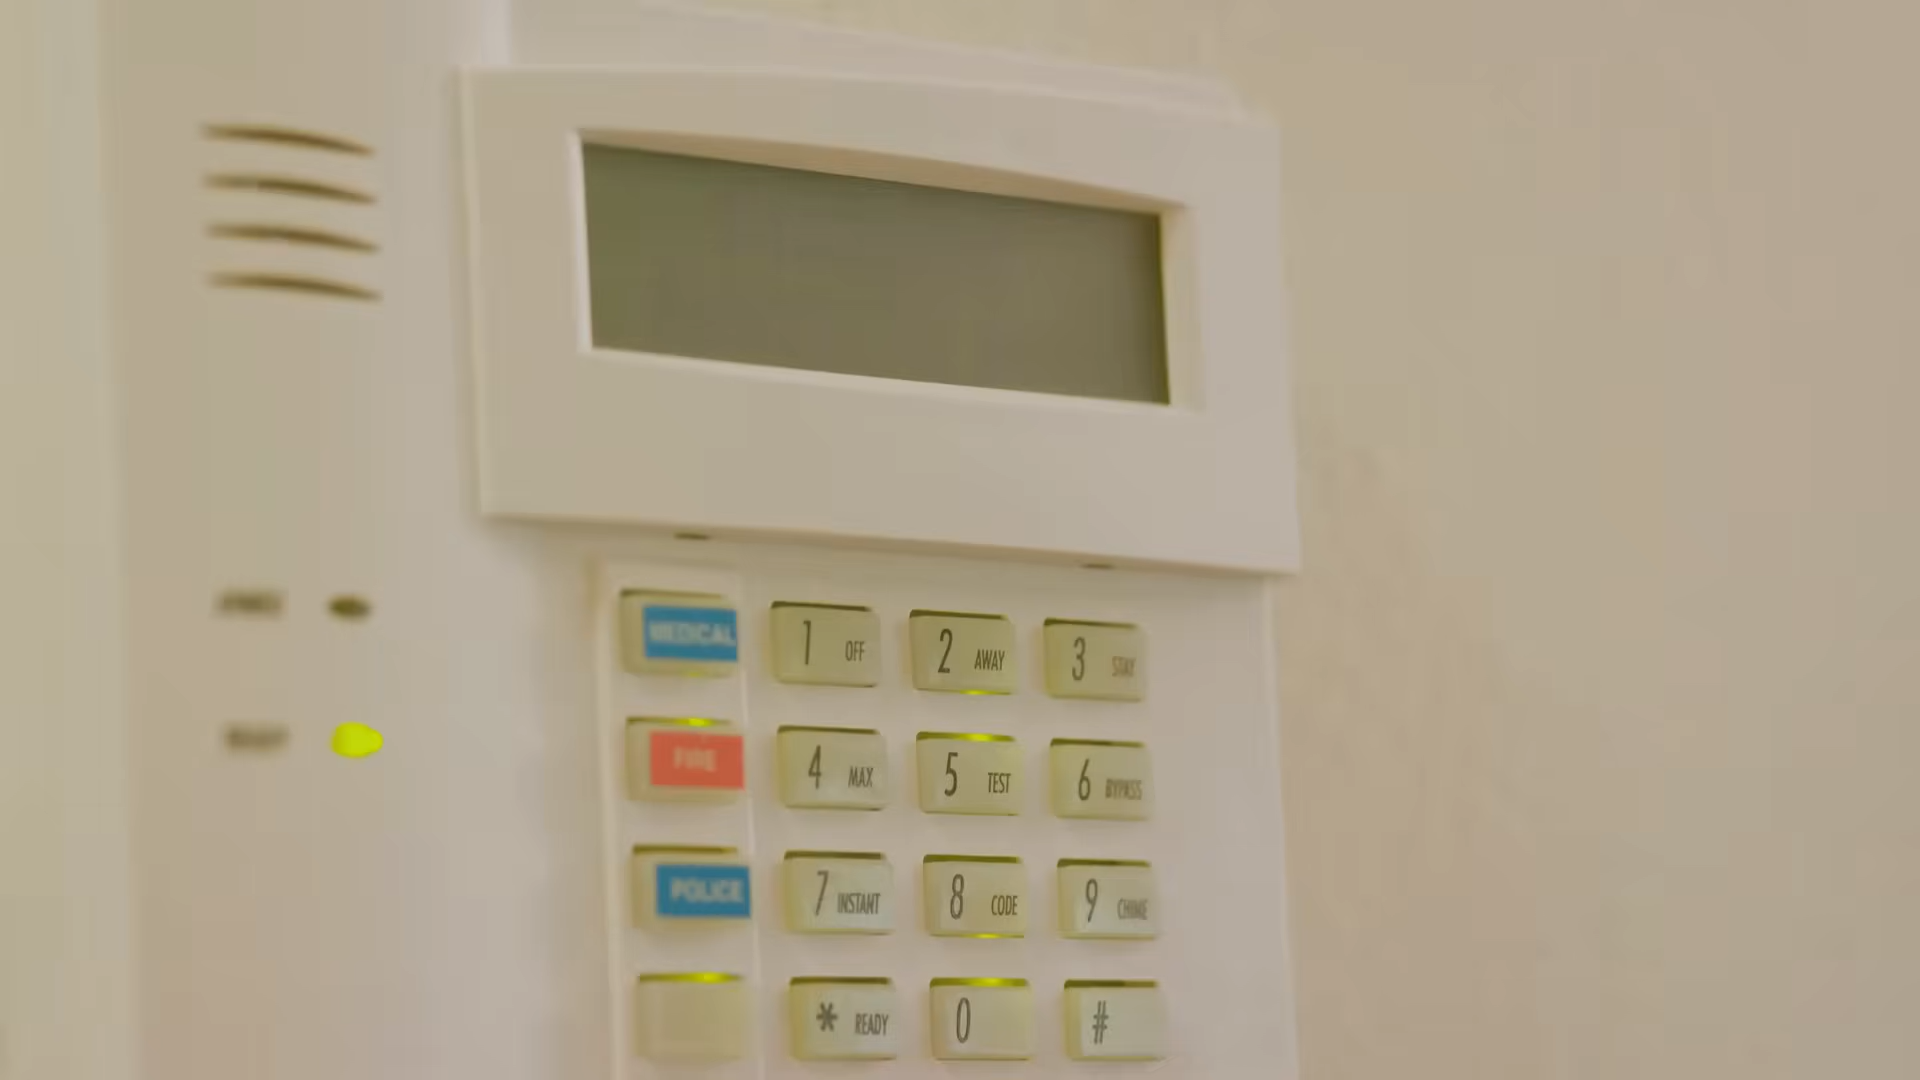 MEDICAL 1 OFF 2 AWAY 3 STAY
FIRE 4 MAX 5 TEST 6 BYPASS
POLICE 7 INSTANT 8 CODE 9 CHIME
* READY 0 #